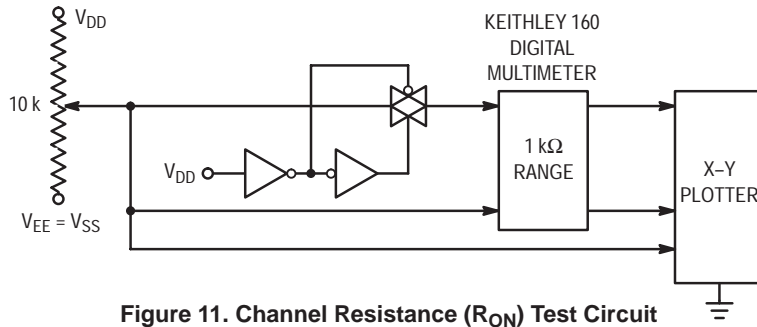 V_DD
10 k
V_EE = V_SS
V_DD
KEITHLEY 160
DIGITAL
MULTIMETER
1 kΩ
RANGE
X–Y
PLOTTER
Figure 11. Channel Resistance (R_ON) Test Circuit